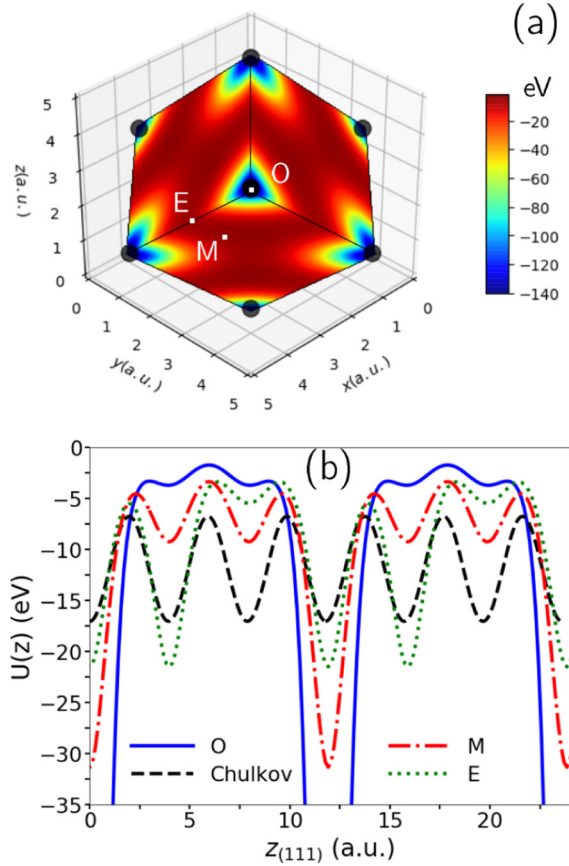 (a)
eV
O
E
M
−20
−40
−60
−80
−100
−120
−140
z(a.u.)
5
4
3
2
1
0
y(a.u.)
0
1
2
3
4
5
x(a.u.)
5
4
3
2
1
0
(b)
U(z) (eV)
0
−5
−10
−15
−20
−25
−30
−35
O
M
Chulkov
E
0 5 10 15 20
z(111) (a.u.)